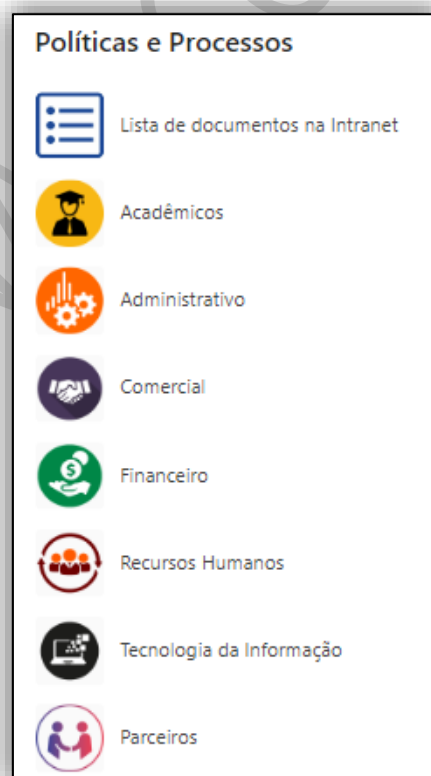 Políticas e Processos
Lista de documentos na Intranet
Acadêmicos
Administrativo
Comercial
Financeiro
Recursos Humanos
Tecnologia da Informação
Parceiros